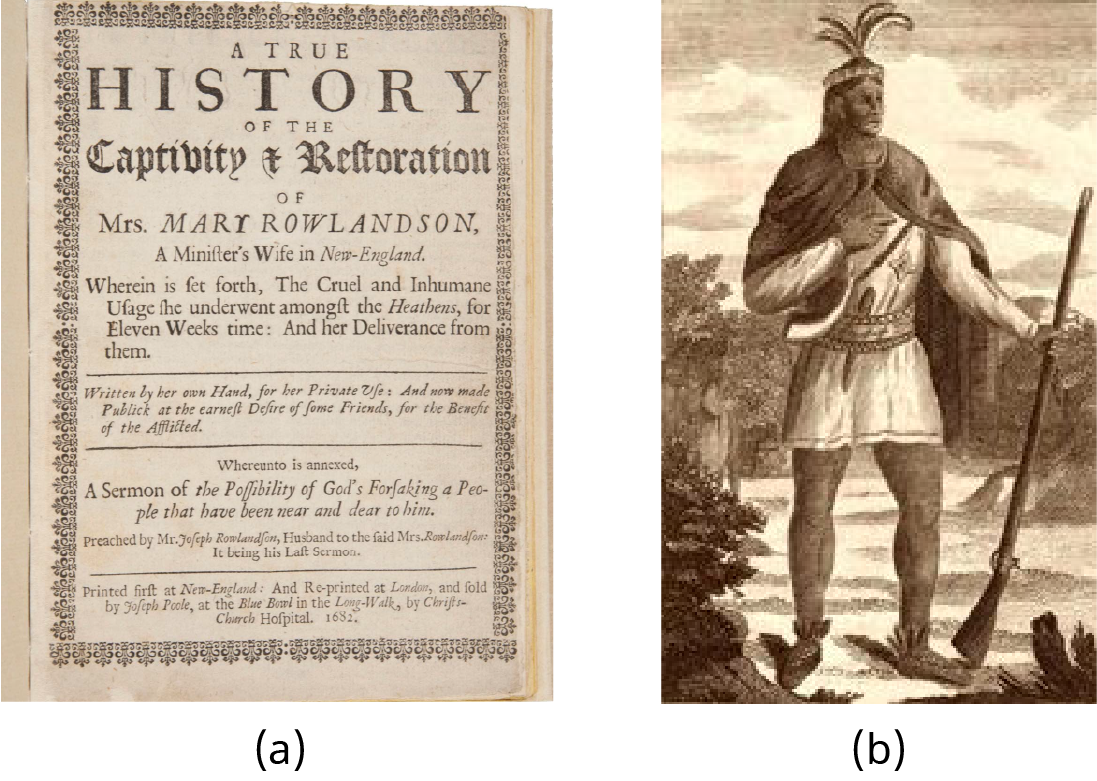 A TRUE
HISTORY
OF THE
Captivity & Reſtoration
OF
Mrs. MARY ROWLANDSON,
A Miniſter's Wife in New-England.
Wherein is ſet forth, The Cruel and Inhumane
Uſage ſhe underwent amongſt the Heathens, for
Eleven Weeks time: And her Deliverance from
them.
Written by her own Hand, for her Private Uſe: And now made
Publick at the earneſt Deſire of ſome Friends, for the Benefit
of the Afflicted.
Whereunto is annexed,
A Sermon of the Poſſibility of God's Forſaking a Peo-
ple that have been near and dear to him.
Preached by Mr. Joſeph Rowlandſon, Husband to the ſaid Mrs. Rowlandſon:
It being his Laſt Sermon.
Printed firſt at New-England: And Re-printed at London, and ſold
by Joſeph Poole, at the Blue Bowl in the Long-Walk, by Chriſts-
Church Hoſpital. 1682.
(a)
(b)